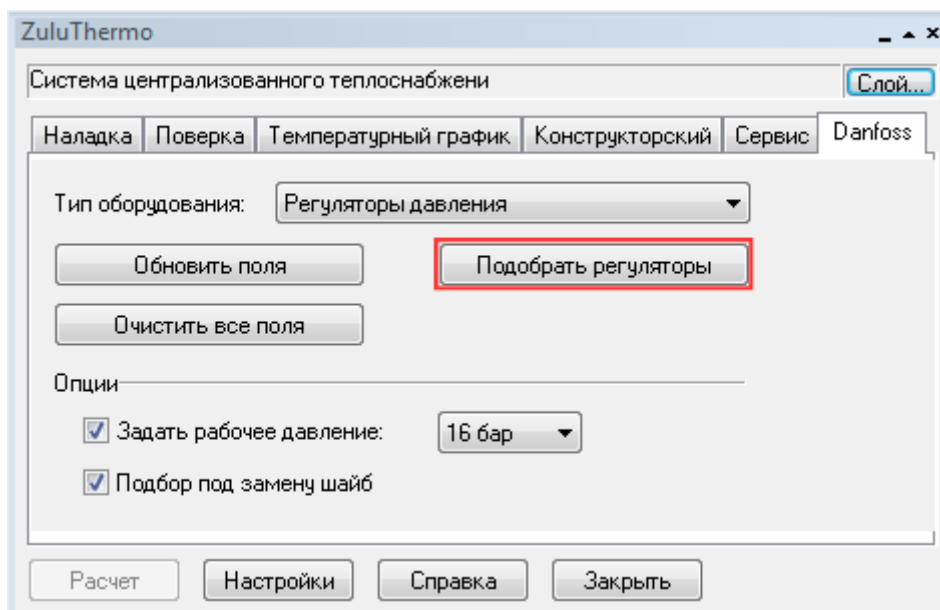 ZuluThermo
Система централизованного теплоснабжени
Слой...
Наладка Поверка Температурный график Конструкторский Сервис Danfoss
Тип оборудования: Регуляторы давления
Обновить поля Подобрать регуляторы
Очистить все поля
Опции
Задать рабочее давление: 16 бар
Подбор под замену шайб
Расчет Настройки Справка Закрыть